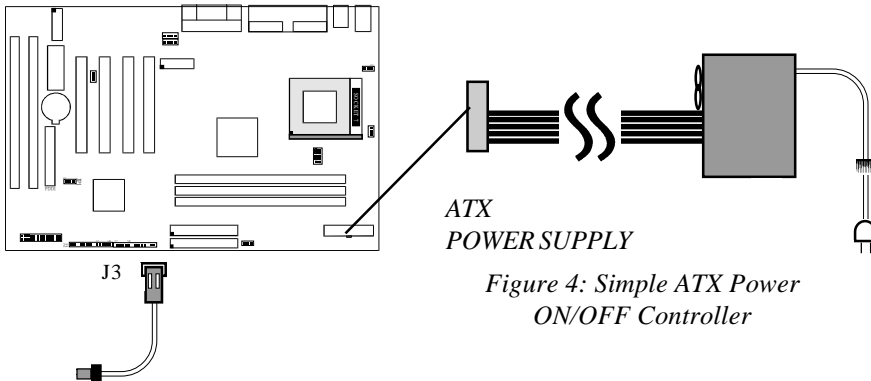 J3
ATX
POWER SUPPLY
Figure 4: Simple ATX Power
ON/OFF Controller